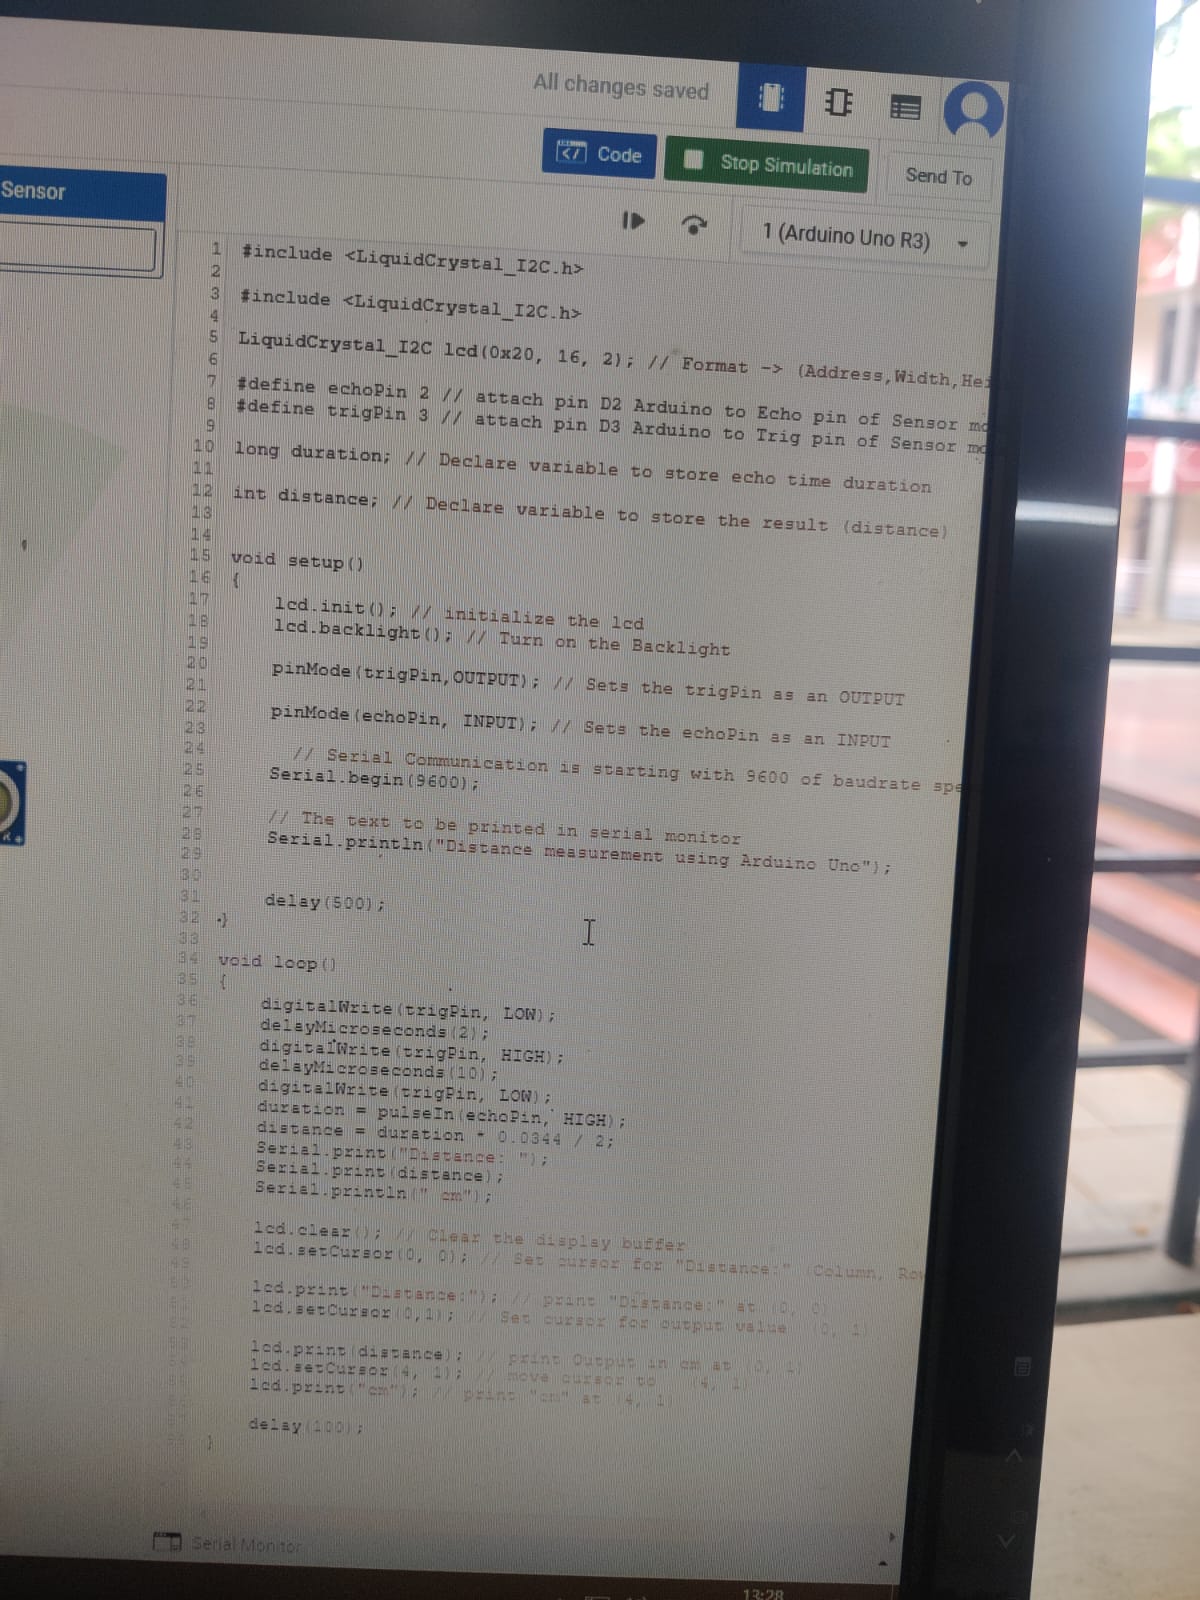 All changes saved
Code
Stop Simulation
Send To
Sensor
1 (Arduino Uno R3)
1 #include <LiquidCrystal_I2C.h>
2
3 #include <LiquidCrystal_I2C.h>
4
5 LiquidCrystal_I2C lcd(0x20, 16, 2); // Format -> (Address,Width,Hei
6
7 #define echoPin 2 // attach pin D2 Arduino to Echo pin of Sensor mo
8 #define trigPin 3 // attach pin D3 Arduino to Trig pin of Sensor mo
9
10 long duration; // Declare variable to store echo time duration
11
12 int distance; // Declare variable to store the result (distance)
13
14
15 void setup()
16 {
17 lcd.init(); // initialize the lcd
18 lcd.backlight(); // Turn on the Backlight
19
20 pinMode(trigPin,OUTPUT); // Sets the trigPin as an OUTPUT
21
22 pinMode(echoPin, INPUT); // Sets the echoPin as an INPUT
23
24 // Serial Communication is starting with 9600 of baudrate spe
25 Serial.begin(9600);
26
27 // The text to be printed in serial monitor
28 Serial.println("Distance measurement using Arduino Uno");
29
30
31 delay(500);
32 }
33
34 void loop()
35 {
36 digitalWrite(trigPin, LOW);
37 delayMicroseconds(2);
38 digitalWrite(trigPin, HIGH);
39 delayMicroseconds(10);
40 digitalWrite(trigPin, LOW);
41 duration = pulseIn(echoPin, HIGH);
42 distance = duration * 0.0344 / 2;
43 Serial.print("Distance: ");
44 Serial.print(distance);
45 Serial.println(" cm");
46
47 lcd.clear(); // Clear the display buffer
48 lcd.setCursor(0, 0); // Set cursor for "Distance:" (Column, Row
49
50 lcd.print("Distance:"); // print "Distance:" at (0, 0)
51 lcd.setCursor(0,1); // Set cursor for output value (0, 1)
52
53 lcd.print(distance); // print Output in cm at (0, 1)
54 lcd.setCursor(4, 1); // move cursor to (4, 1)
55 lcd.print("cm"); // print "cm" at (4, 1)
delay(100);
}
Serial Monitor
13:28